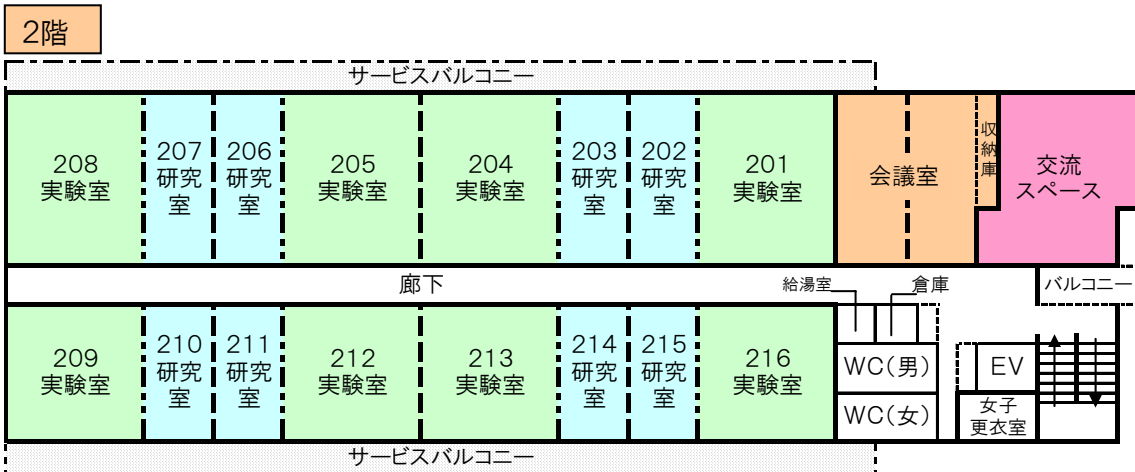 2階
サービスバルコニー
208
実験室
207
研究
室
206
研究
室
205
実験室
204
実験室
203
研究
室
202
研究
室
201
実験室
会議室
収
納
庫
交流
スペース
廊下
給湯室
倉庫
バルコニー
209
実験室
210
研究
室
211
研究
室
212
実験室
213
実験室
214
研究
室
215
研究
室
216
実験室
WC(男)
WC(女)
EV
女子
更衣室
サービスバルコニー